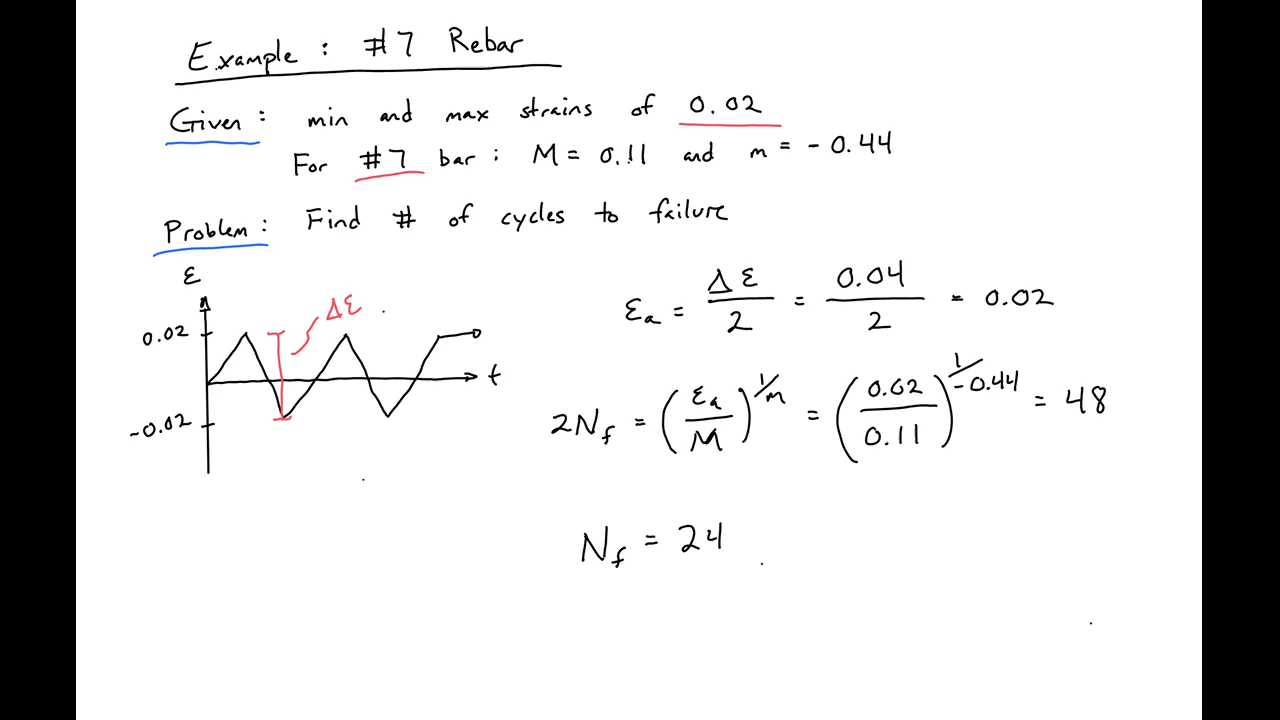 Example: #7 Rebar
Given: min and max strains of 0.02
For #7 bar: M = 0.11 and m = -0.44
Problem: Find # of cycles to failure
ε
0.02
Δε
t
-0.02
εa = Δε/2 = 0.04/2 = 0.02
2Nf = (εa/M)^1/m = (0.02/0.11)^1/-0.44 = 48
Nf = 24